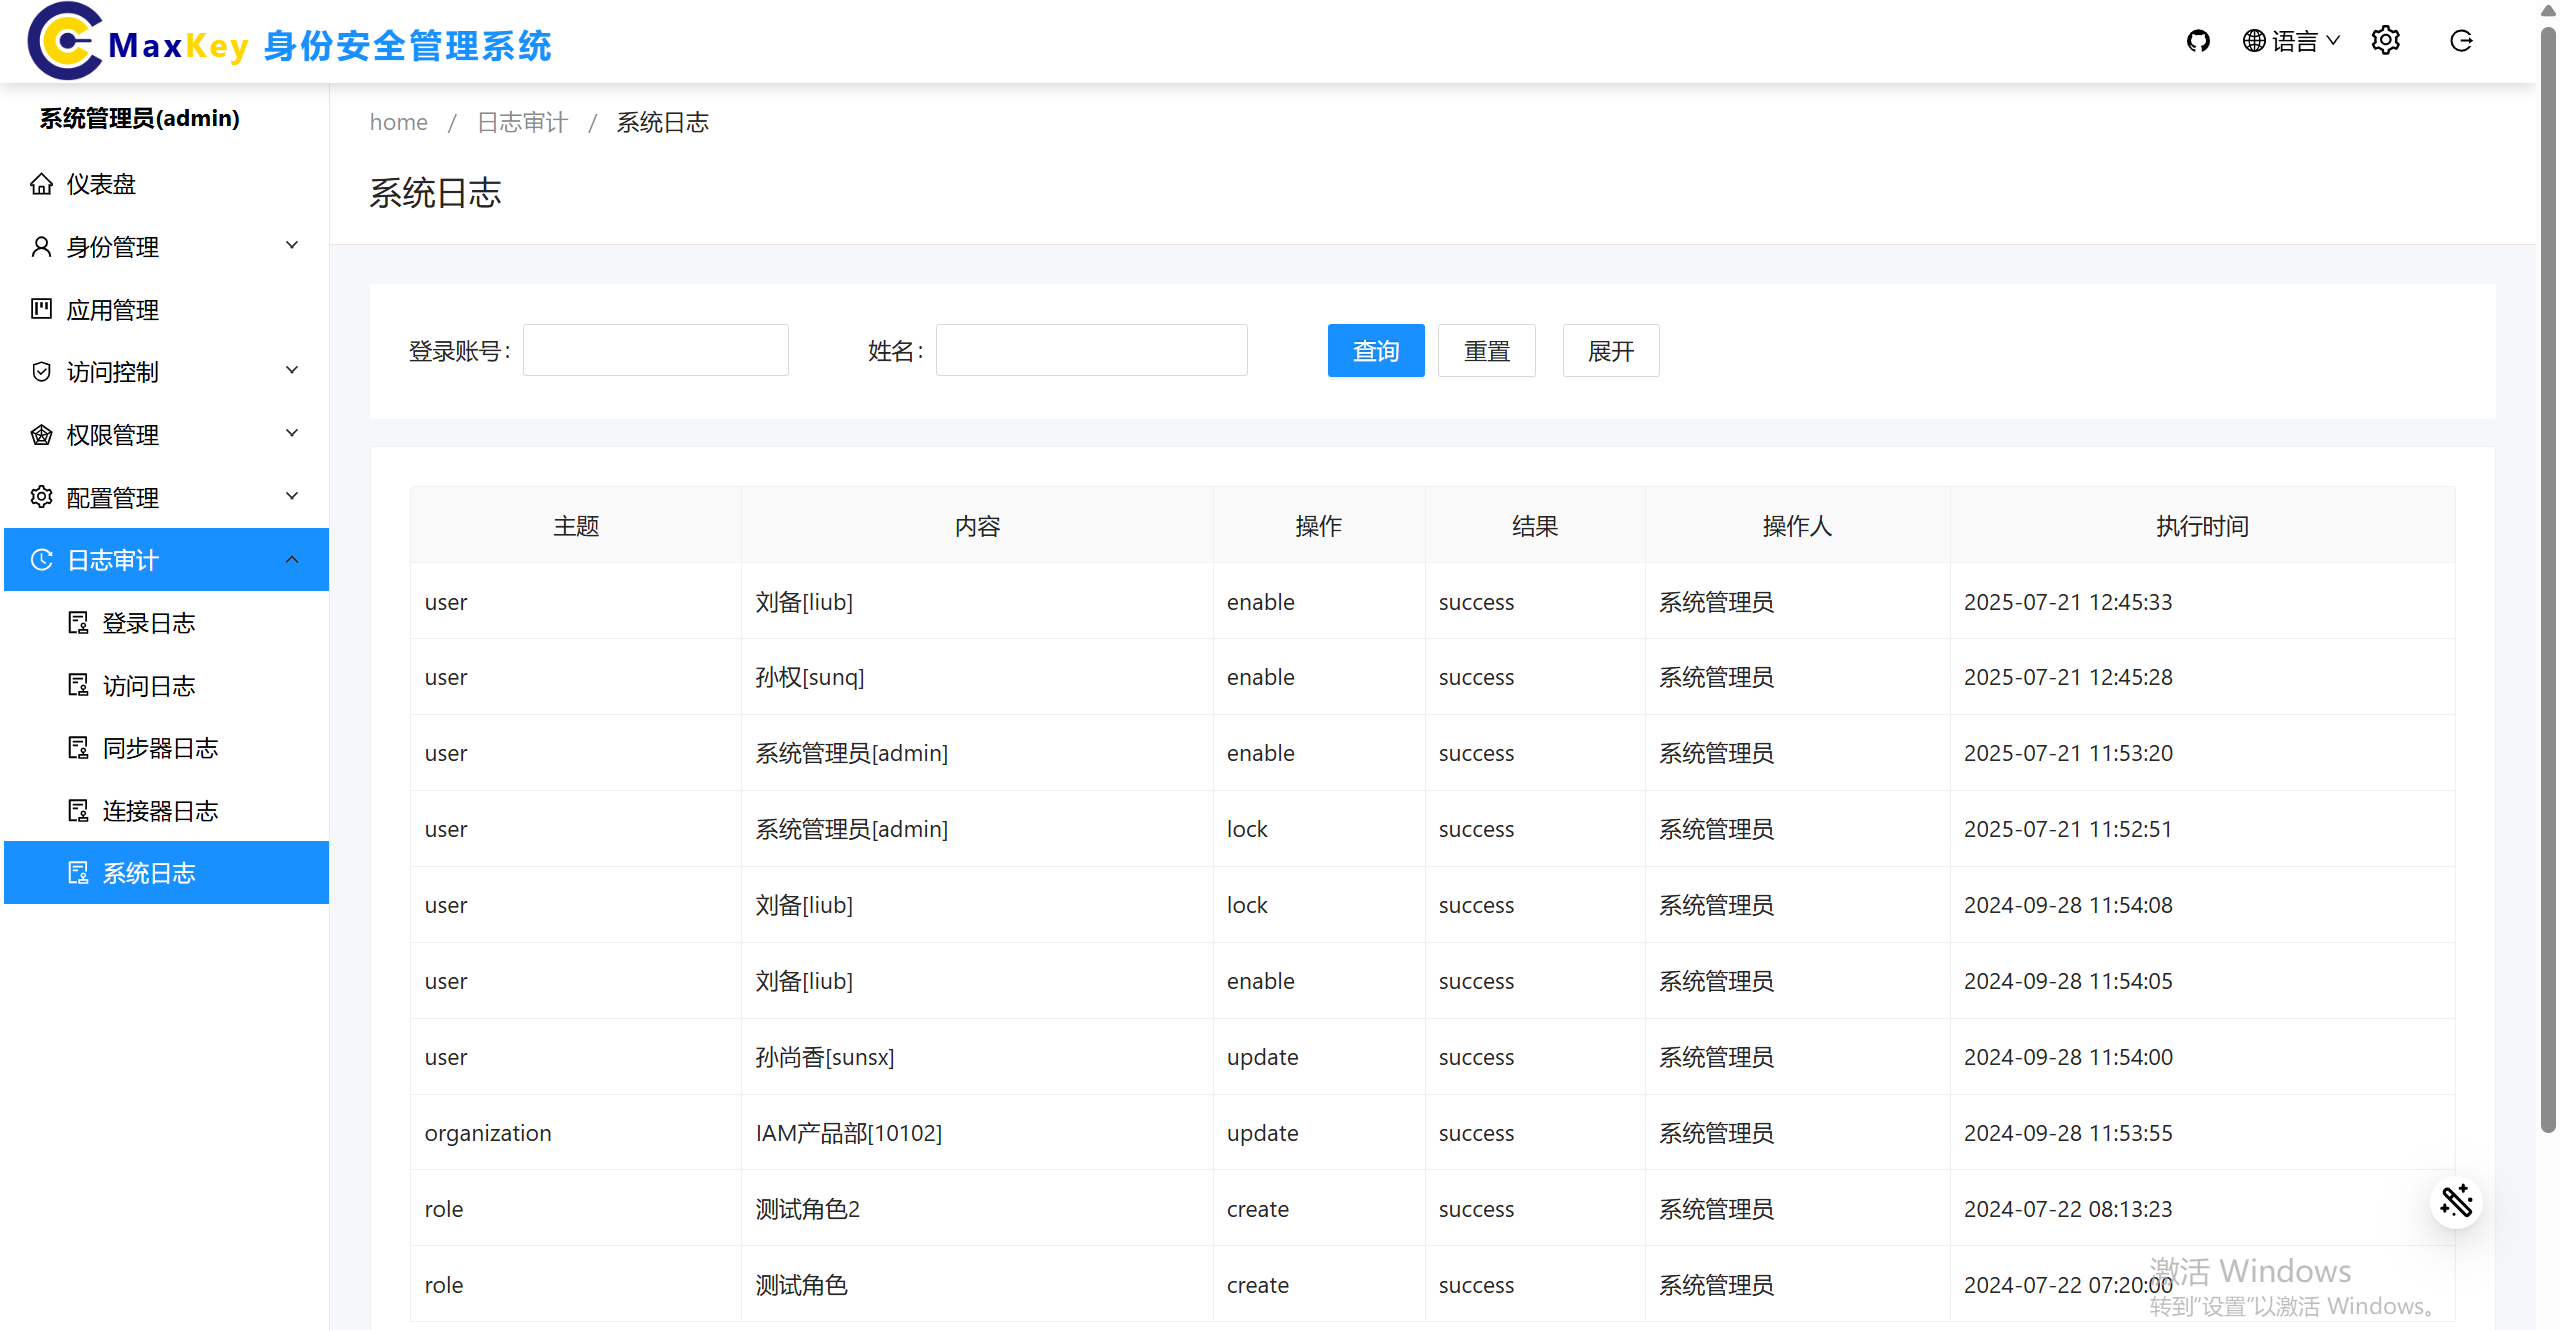 MaxKey 身份安全管理系统
语言
系统管理员(admin)
仪表盘
身份管理
应用管理
访问控制
权限管理
配置管理
日志审计
登录日志
访问日志
同步器日志
连接器日志
系统日志
home / 日志审计 / 系统日志
系统日志
登录账号: 姓名: 查询 重置 展开
主题 内容 操作 结果 操作人 执行时间
user 刘备[liub] enable success 系统管理员 2025-07-21 12:45:33
user 孙权[sunq] enable success 系统管理员 2025-07-21 12:45:28
user 系统管理员[admin] enable success 系统管理员 2025-07-21 11:53:20
user 系统管理员[admin] lock success 系统管理员 2025-07-21 11:52:51
user 刘备[liub] lock success 系统管理员 2024-09-28 11:54:08
user 刘备[liub] enable success 系统管理员 2024-09-28 11:54:05
user 孙尚香[sunsx] update success 系统管理员 2024-09-28 11:54:00
organization IAM产品部[10102] update success 系统管理员 2024-09-28 11:53:55
role 测试角色2 create success 系统管理员 2024-07-22 08:13:23
role 测试角色 create success 系统管理员 2024-07-22 07:20:00
激活 Windows
转到"设置"以激活 Windows。